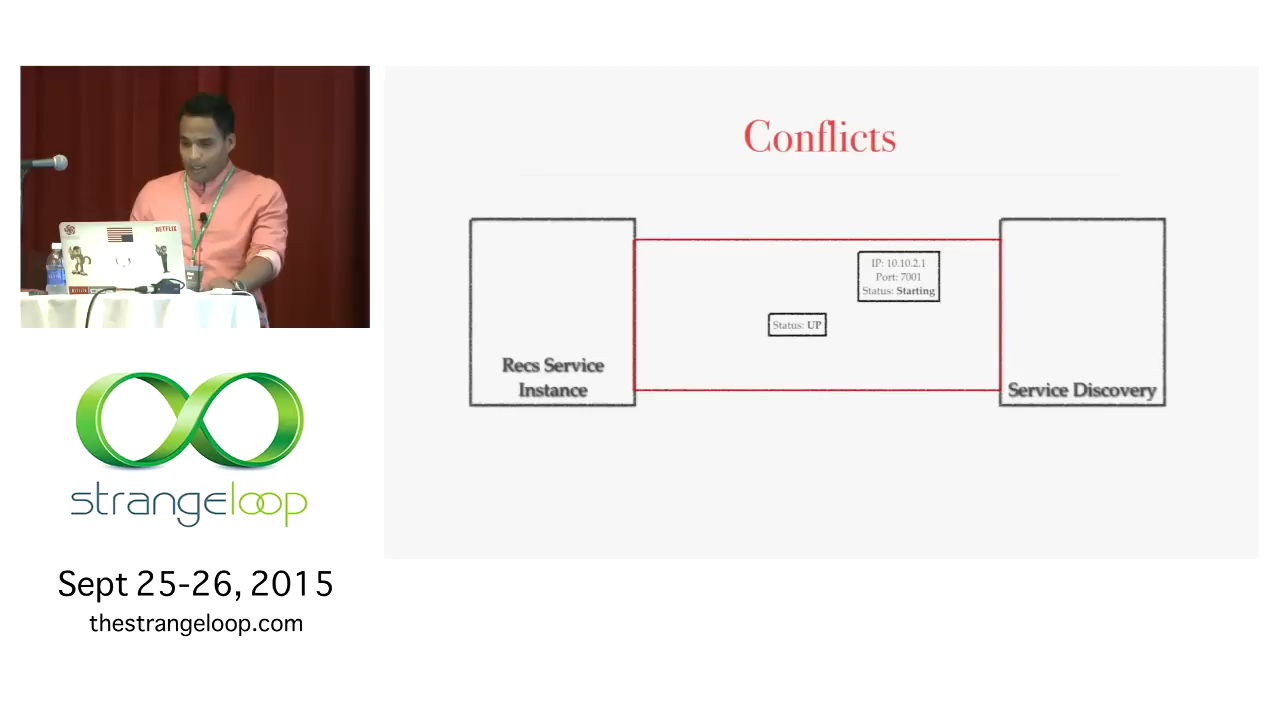 NETFLIX
NETFLIX
strangeloop
Sept 25-26, 2015
thestrangeloop.com
Conflicts
IP: 10.10.2.1
Port: 7001
Status: Starting
Status: UP
Recs Service
Instance
Service Discovery